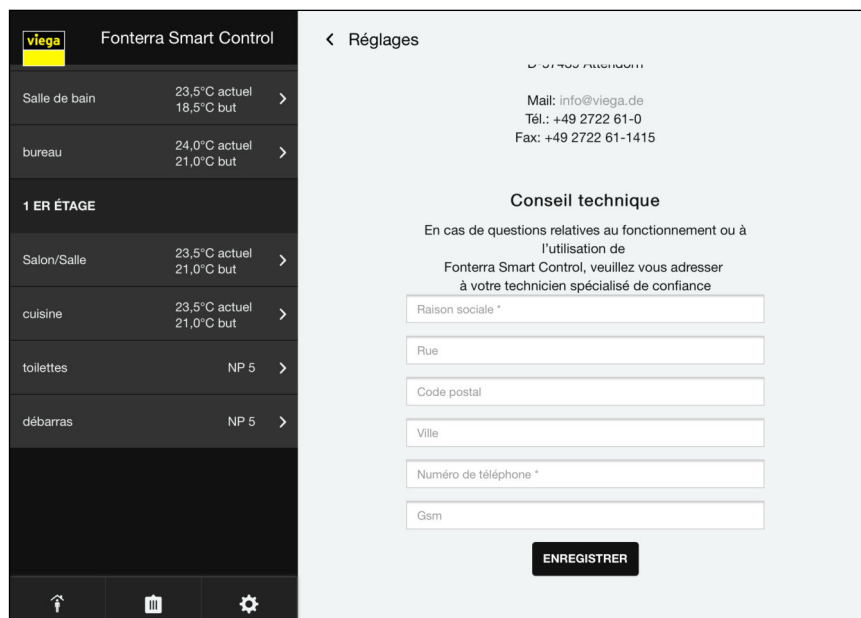 viega
Fonterra Smart Control
Salle de bain
23,5°C actuel
18,5°C but
bureau
24,0°C actuel
21,0°C but
1 ER ÉTAGE
Salon/Salle
23,5°C actuel
21,0°C but
cuisine
23,5°C actuel
21,0°C but
toilettes
NP 5
débarras
NP 5
Réglages
Mail: info@viega.de
Tél.: +49 2722 61-0
Fax: +49 2722 61-1415
Conseil technique
En cas de questions relatives au fonctionnement ou à
l'utilisation de
Fonterra Smart Control, veuillez vous adresser
à votre technicien spécialisé de confiance
Raison sociale *
Rue
Code postal
Ville
Numéro de téléphone *
Gsm
ENREGISTRER